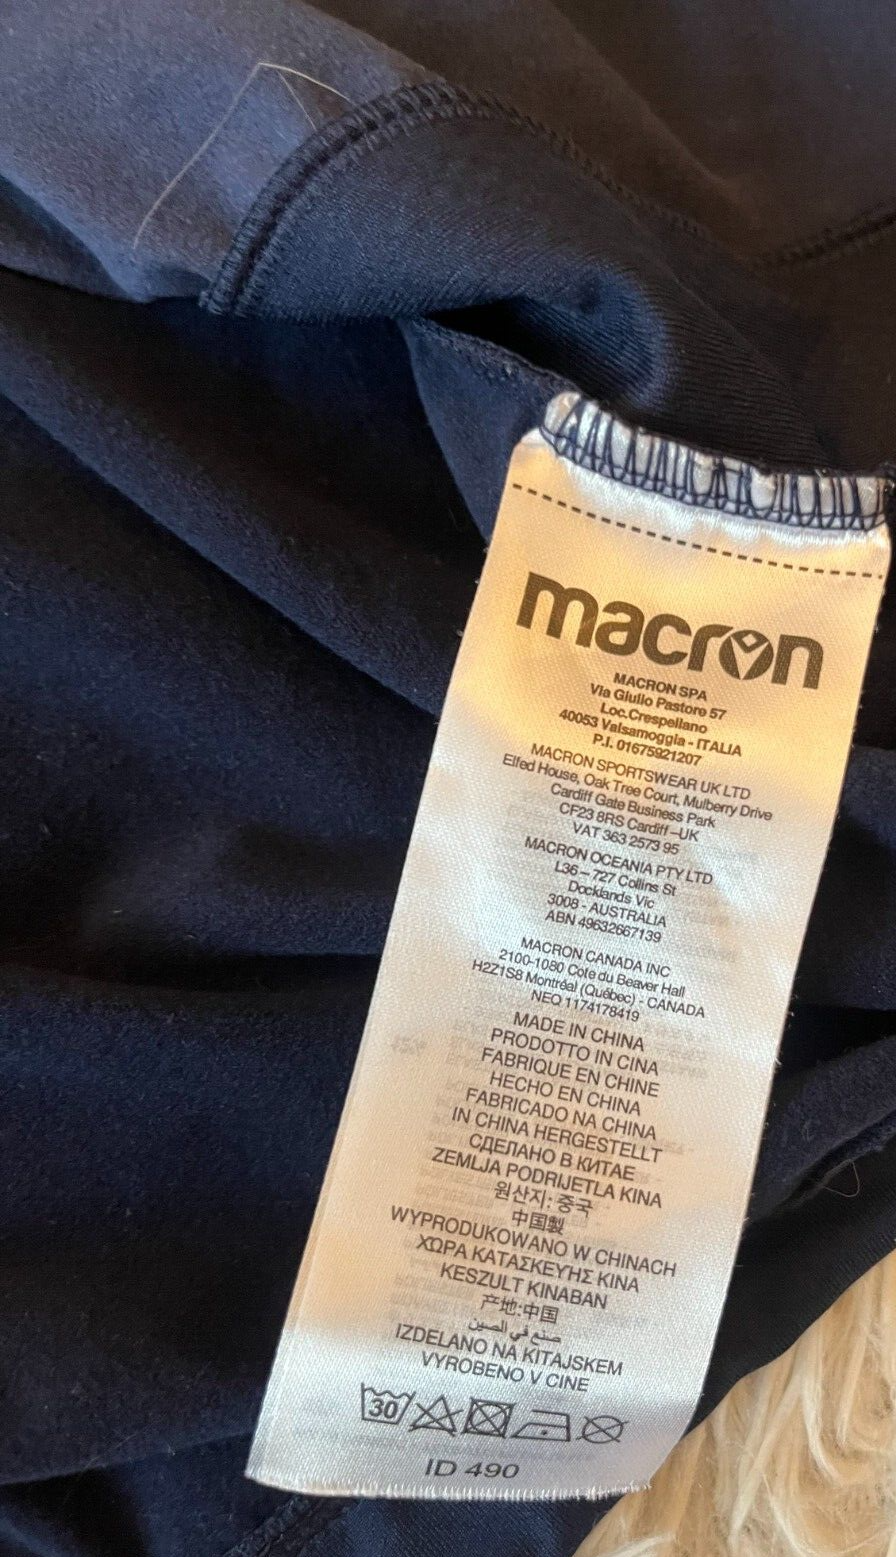 macron
MACRON SPA
Via Giulio Pastore 57
Loc.Crespellano
40053 Valsamoggia - ITALIA
P.I. 01675921207
MACRON SPORTSWEAR UK LTD
Elfed House, Oak Tree Court, Mulberry Drive
Cardiff Gate Business Park
CF23 8RS Cardiff –UK
VAT 363 2573 95
MACRON OCEANIA PTY LTD
L36 – 727 Collins St
Docklands Vic
3008 - AUSTRALIA
ABN 49632667139
MACRON CANADA INC
2100-1080 Cote du Beaver Hall
H2Z1S8 Montréal (Québec) - CANADA
NEQ 1174178419
MADE IN CHINA
PRODOTTO IN CINA
FABRIQUE EN CHINE
HECHO EN CHINA
FABRICADO NA CHINA
IN CHINA HERGESTELLT
СДЕЛАНО В КИТАЕ
ZEMLJA PODRIJETLA KINA
원산지: 중국
中国製
WYPRODUKOWANO W CHINACH
ΧΩΡΑ ΚΑΤΑΣΚΕΥΗΣ ΚΙΝΑ
KESZULT KINABAN
产地:中国
صنع في الصين
IZDELANO NA KITAJSKEM
VYROBENO V CINE
30
ID 490